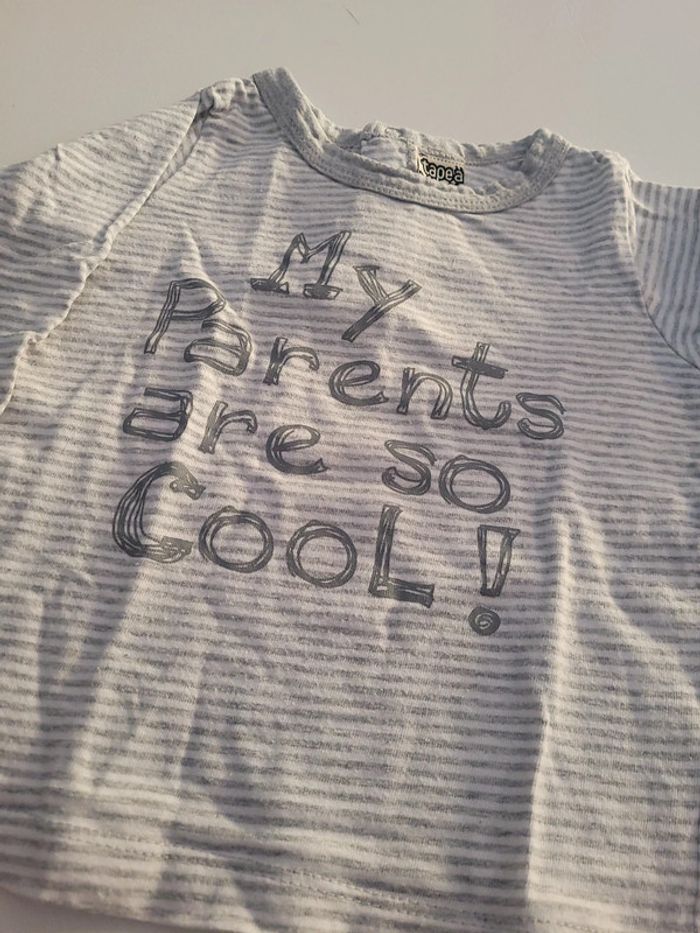 tape à
My
Parents
are so
Cool!